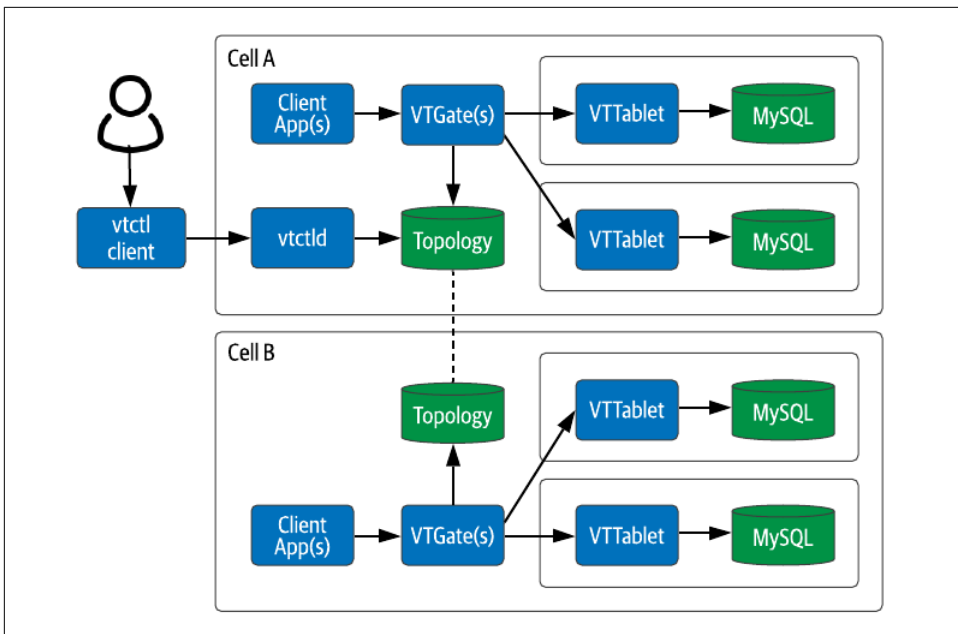 Cell A
Client
App(s)
VTGate(s)
VTTablet
MySQL
vtctl
client
vtctld
Topology
VTTablet
MySQL
Cell B
Topology
VTTablet
MySQL
Client
App(s)
VTGate(s)
VTTablet
MySQL